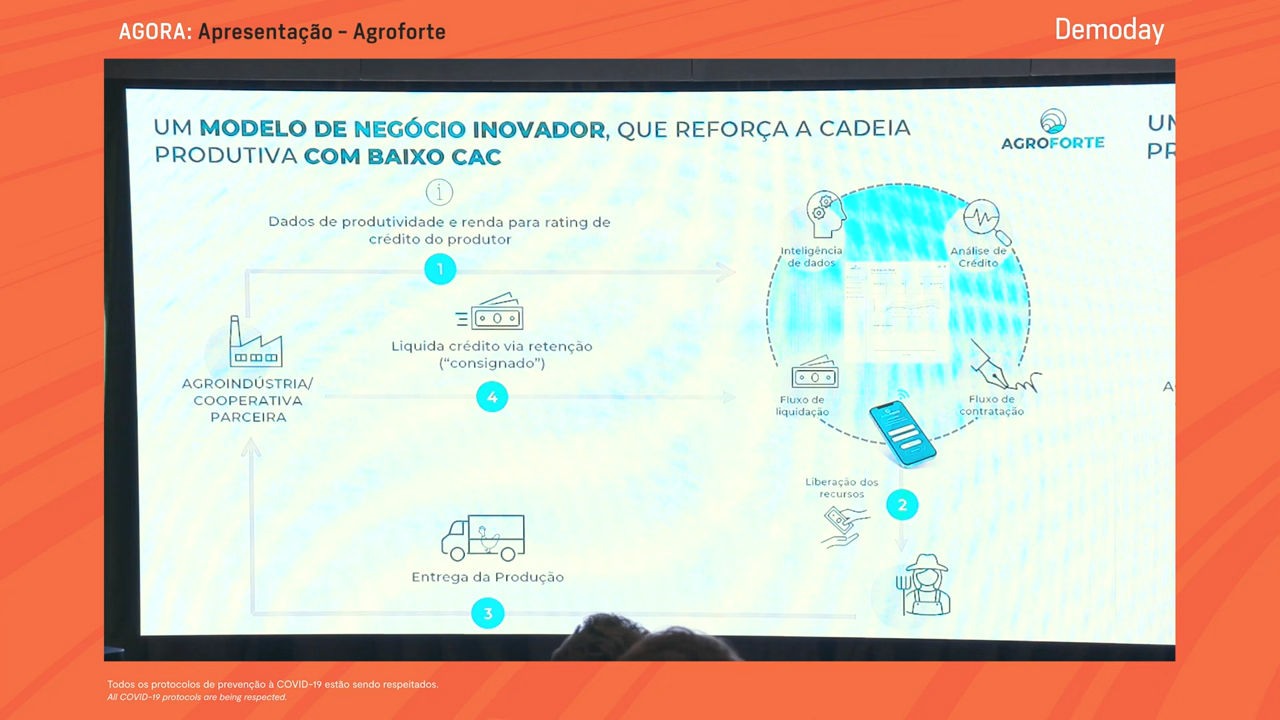 AGORA: Apresentação - Agroforte
Demoday
UM MODELO DE NEGÓCIO INOVADOR, QUE REFORÇA A CADEIA
PRODUTIVA COM BAIXO CAC
AGROFORTE
UM
PR
i
Dados de produtividade e renda para rating de
crédito do produtor
1
Inteligência
de dados
Análise de
Crédito
Liquida crédito via retenção
(“consignado”)
4
AGROINDÚSTRIA/
COOPERATIVA
PARCEIRA
Fluxo de
liquidação
Fluxo de
contratação
Liberação dos
recursos
2
Entrega da Produção
3
Todos os protocolos de prevenção à COVID-19 estão sendo respeitados.
All COVID-19 protocols are being respected.